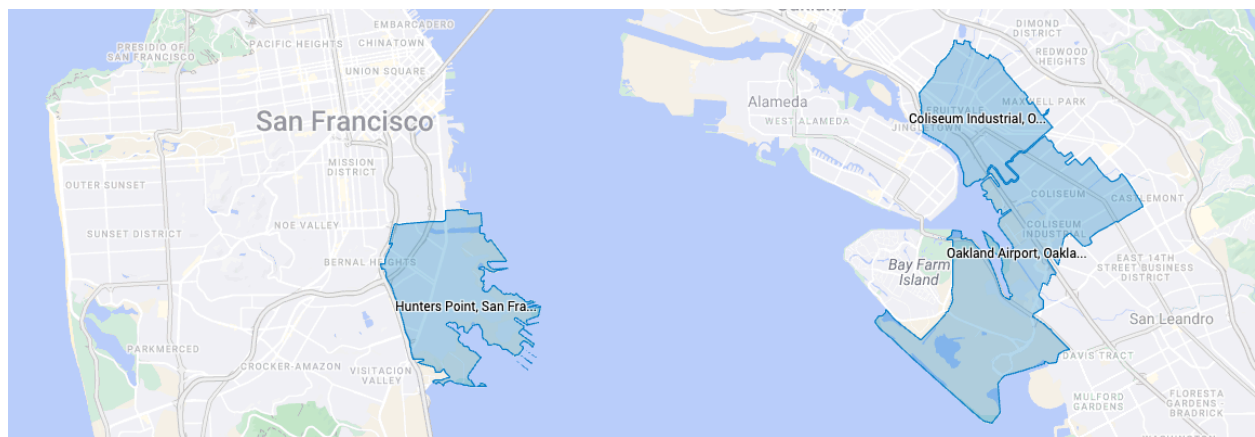 EMBARCADERO
PRESIDIO OF
SAN FRANCISCO
PACIFIC HEIGHTS
CHINATOWN
UNION SQUARE
San Francisco
MISSION
DISTRICT
OUTER SUNSET
NOE VALLEY
SUNSET DISTRICT
BERNAL HEIGHTS
Hunters Point, San Fra...
PARKMERCED
CROCKER-AMAZON
VISITACION
VALLEY
Oakland
DIMOND
DISTRICT
REDWOOD
HEIGHTS
Alameda
WEST ALAMEDA
FRUITVALE
MAXWELL PARK
Coliseum Industrial, O...
JINGLETOWN
COLISEUM
CASTLEMONT
COLISEUM
INDUSTRIAL
Oakland Airport, Oakla...
Bay Farm
Island
EAST 14TH
STREET BUSINESS
DISTRICT
San Leandro
DAVIS TRACT
MULFORD
GARDENS
FLORESTA
GARDENS -
BRADRICK
WASHINGTON